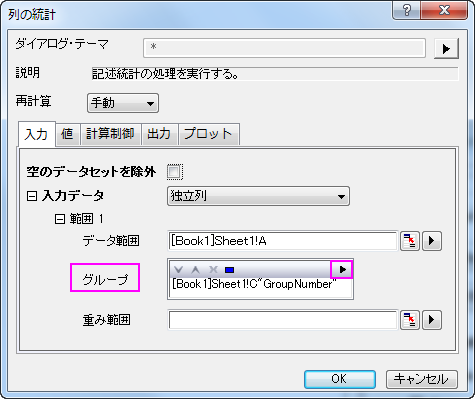 列の統計
ダイアログ・テーマ *
説明 記述統計の処理を実行する。
再計算 手動
入力 値 計算制御 出力 プロット
空のデータセットを除外
入力データ 独立列
範囲 1
データ範囲 [Book1]Sheet1!A
グループ
[Book1]Sheet1!C"GroupNumber"
重み範囲
OK キャンセル